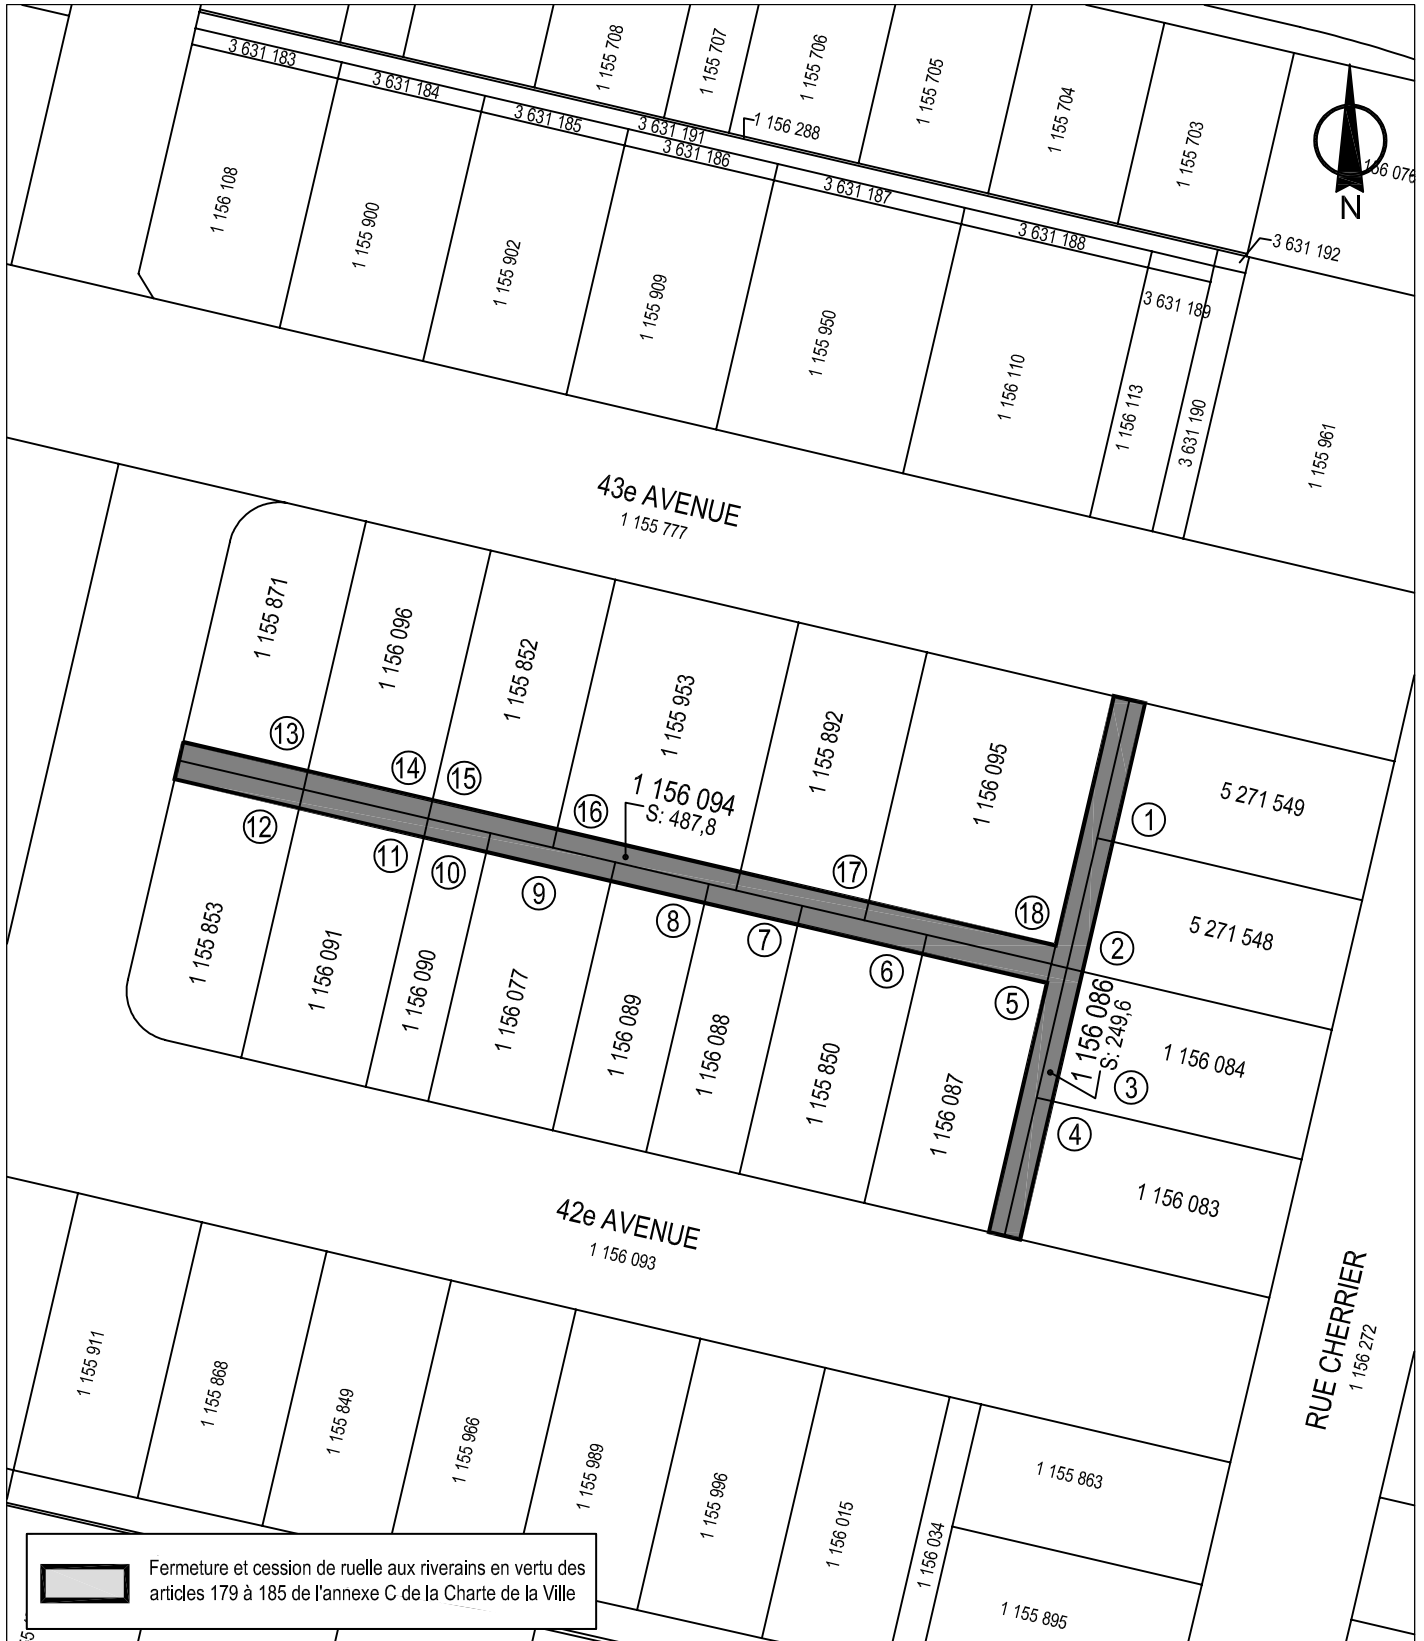 1 155 708
1 155 707
1 155 706
1 155 705
1 155 704
1 155 703
3 631 183
3 631 184
3 631 185
3 631 191
3 631 186
1 156 288
3 631 187
3 631 188
3 631 192
3 631 189
3 631 190
N
1 156 108
1 155 900
1 155 902
1 155 909
1 155 950
1 156 110
1 156 113
1 155 961
43e AVENUE
1 155 777
1 155 871
1 156 096
1 155 852
1 155 953
1 155 892
1 156 095
5 271 549
5 271 548
1 156 084
1 156 083
13
14
15
16
17
18
1
2
3
4
5
6
7
8
9
10
11
12
1 156 094
S: 487,8
1 156 086
S: 249,6
1 155 853
1 156 091
1 156 090
1 156 077
1 156 089
1 156 088
1 155 850
1 156 087
42e AVENUE
1 156 093
RUE CHERRIER
1 156 272
1 155 911
1 155 868
1 155 849
1 155 966
1 155 989
1 155 996
1 156 015
1 156 034
1 155 863
1 155 895
Fermeture et cession de ruelle aux riverains en vertu des
articles 179 à 185 de l'annexe C de la Charte de la Ville